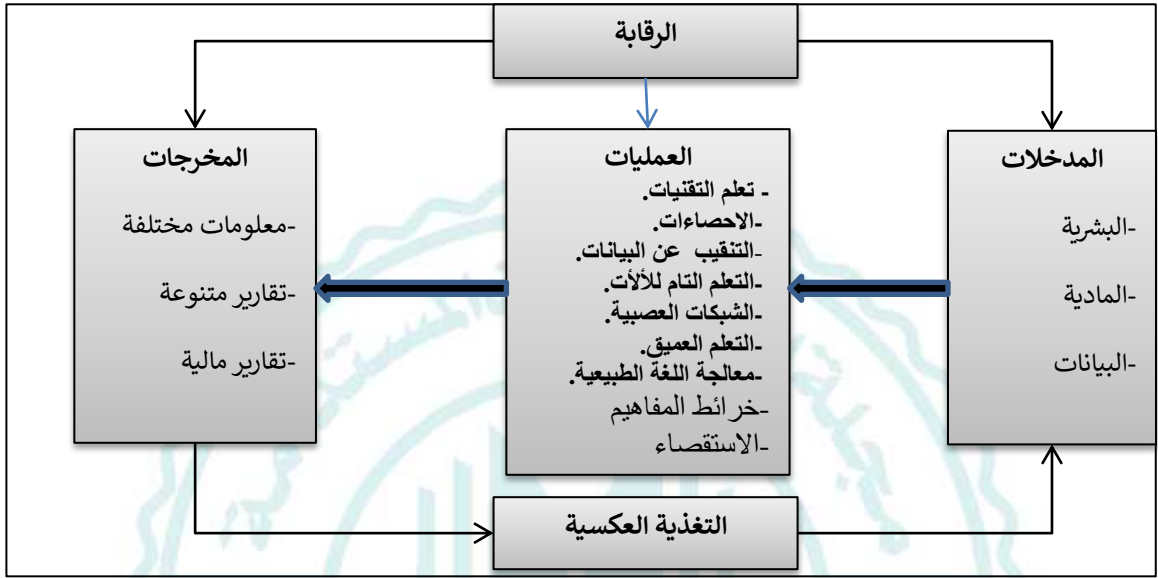 الرقابة
المدخلات
-البشرية
-المادية
-البيانات
العمليات
- تعلم التقنيات.
-الاحصاءات.
-التنقيب عن البيانات.
-التعلم التام للألأت.
-الشبكات العصبية.
-التعلم العميق.
-معالجة اللغة الطبيعية.
-خرائط المفاهيم
-الاستقصاء
المخرجات
-معلومات مختلفة
-تقارير متنوعة
-تقارير مالية
التغذية العكسية